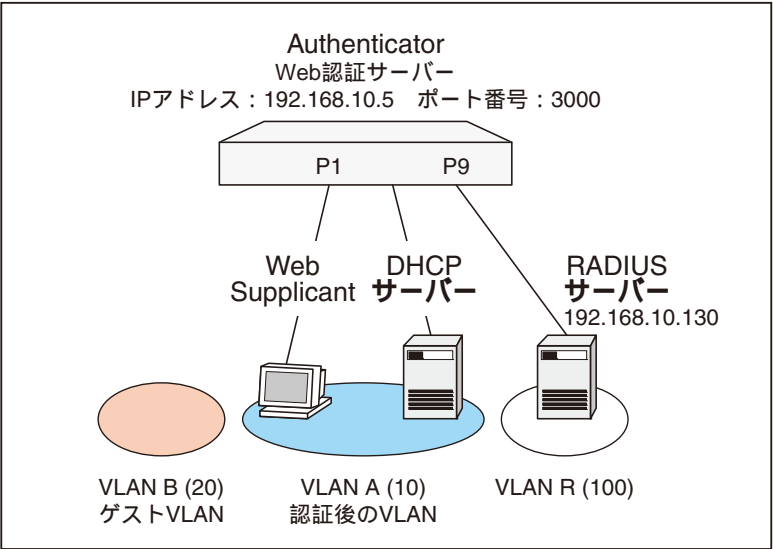 Authenticator
Web認証サーバー
IPアドレス：192.168.10.5　ポート番号：3000
P1
P9
Web
Supplicant
DHCP
サーバー
RADIUS
サーバー
192.168.10.130
VLAN B (20)
ゲストVLAN
VLAN A (10)
認証後のVLAN
VLAN R (100)